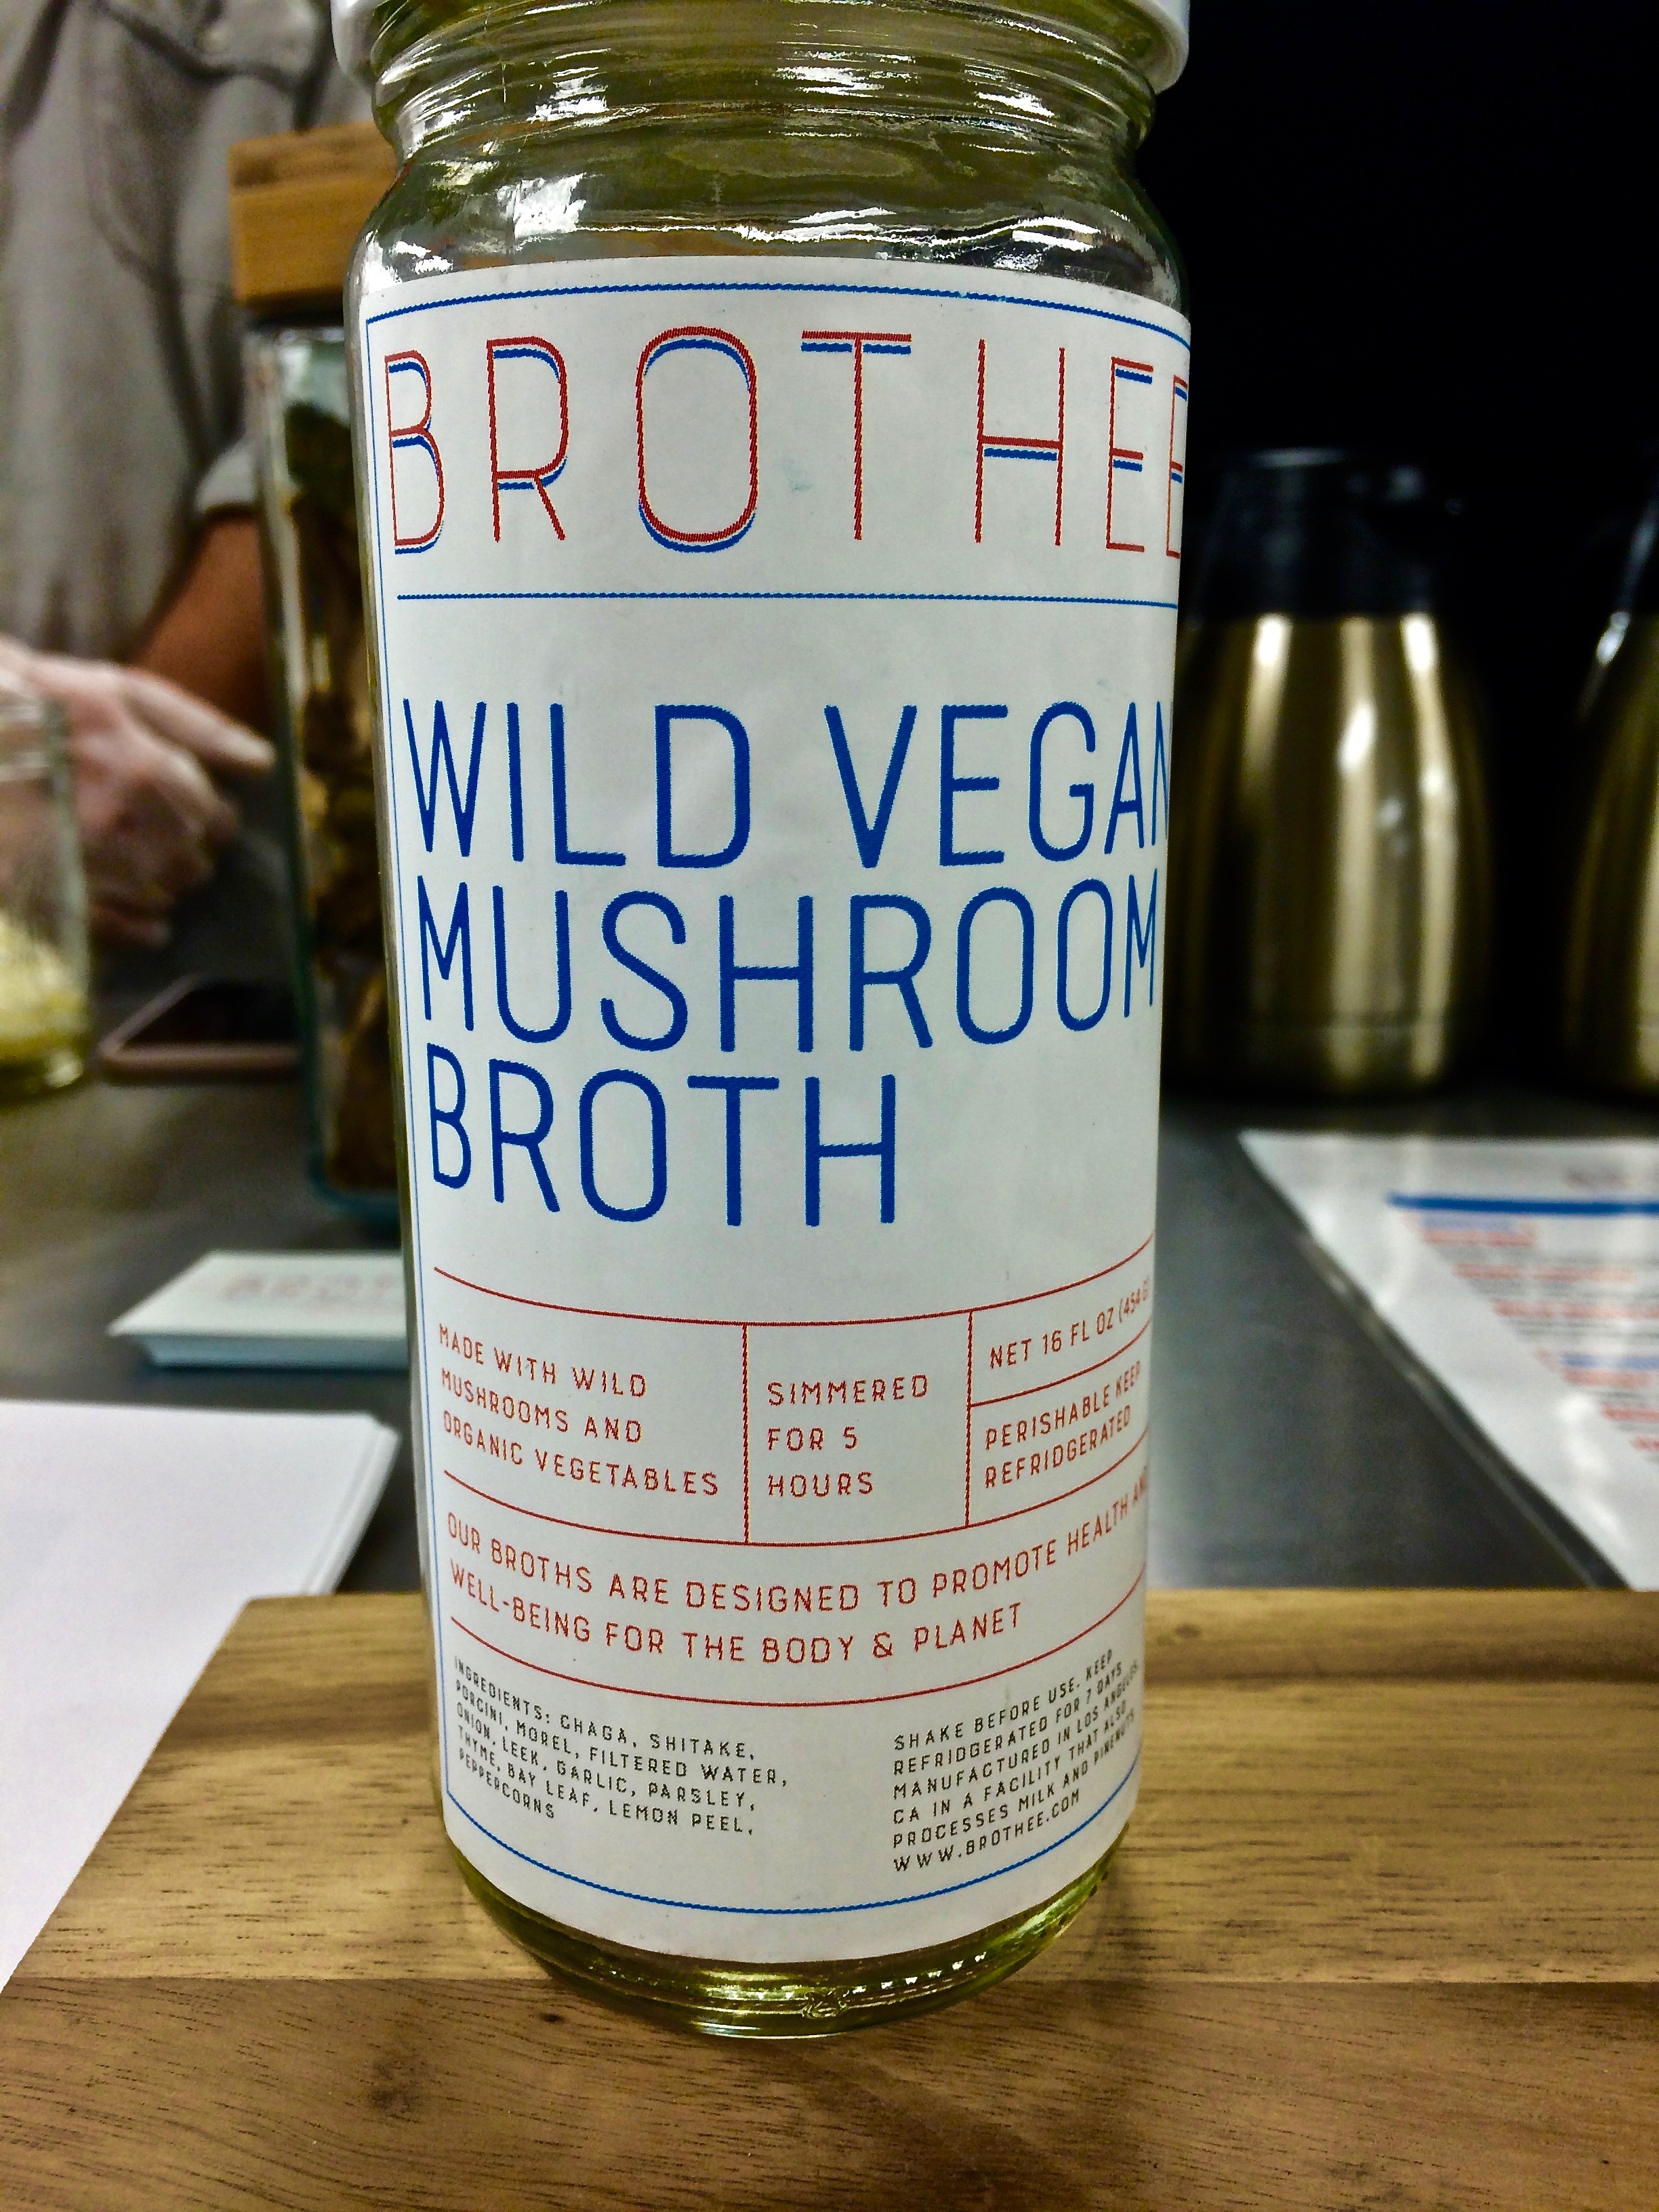 BROTHEE
WILD VEGAN
MUSHROOM
BROTH
MADE WITH WILD
MUSHROOMS AND
ORGANIC VEGETABLES
SIMMERED
FOR 5
HOURS
NET 16 FL OZ (454 G
PERISHABLE KEEP
REFRIDGERATED
OUR BROTHS ARE DESIGNED TO PROMOTE HEALTH AND
WELL-BEING FOR THE BODY & PLANET
INGREDIENTS: CHAGA, SHITAKE,
PORCINI, MOREL, FILTERED WATER,
ONION, LEEK, GARLIC, PARSLEY,
THYME, BAY LEAF, LEMON PEEL,
PEPPERCORNS
SHAKE BEFORE USE. KEEP
REFRIDGERATED FOR 7 DAYS
MANUFACTURED IN LOS ANGELES
CA IN A FACILITY THAT ALSO
PROCESSES MILK AND PINENUTS
WWW.BROTHEE.COM